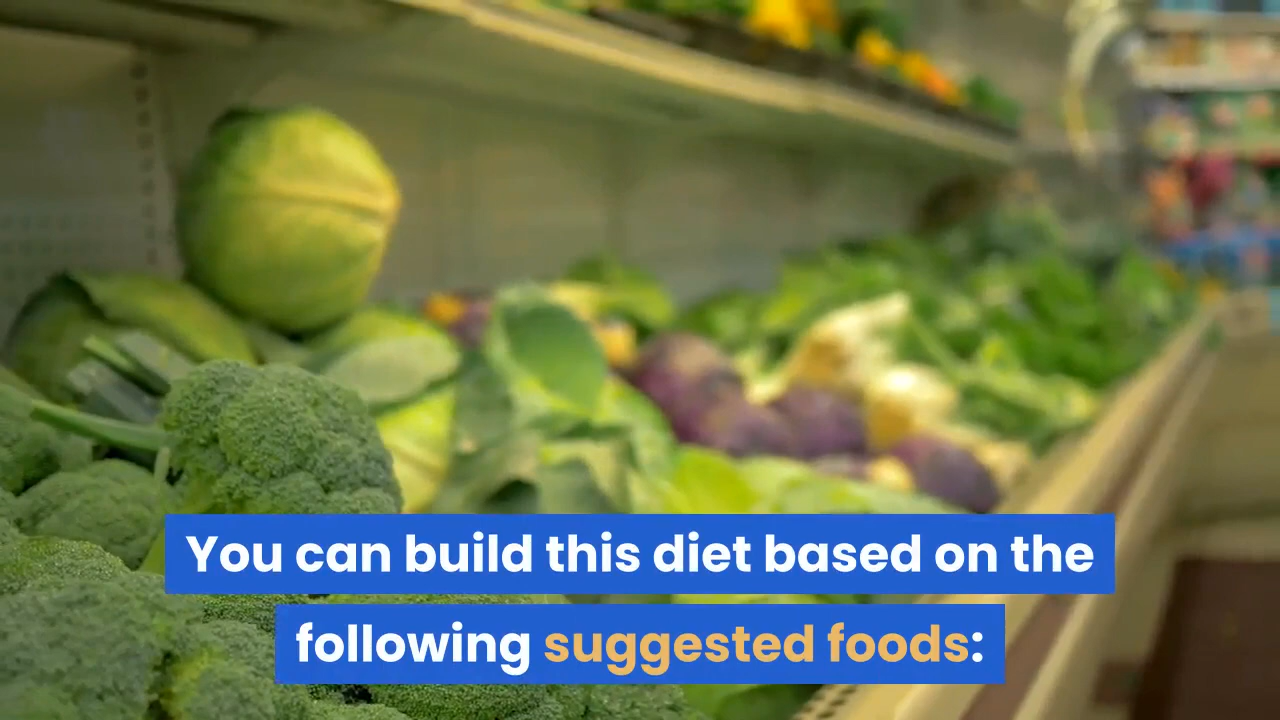 You can build this diet based on the
following suggested foods: